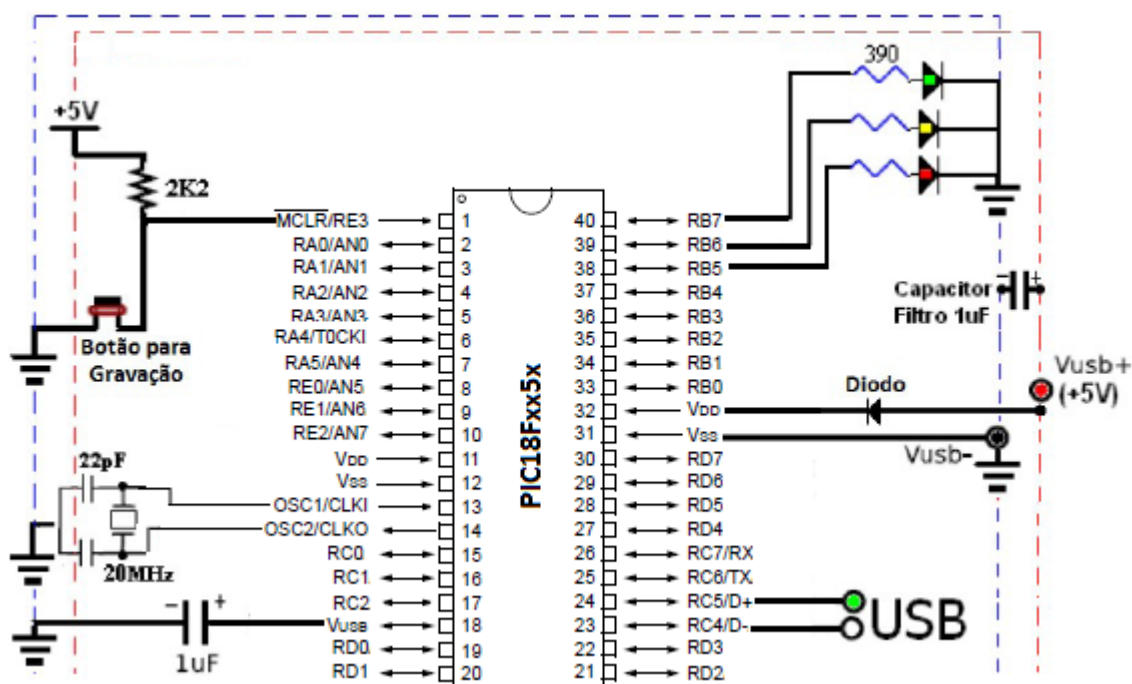 390
+5V
2K2
MCLR/RE3 1
RA0/AN0 2
RA1/AN1 3
RA2/AN2 4
RA3/AN3 5
RA4/T0CKI 6
RA5/AN4 7
RE0/AN5 8
RE1/AN6 9
RE2/AN7 10
VDD 11
VSS 12
OSC1/CLKI 13
OSC2/CLKO 14
RC0 15
RC1 16
RC2 17
VUSB 18
RD0 19
RD1 20
Botão para
Gravação
22pF
20MHz
- +
1uF
PIC18Fxx5x
40 RB7
39 RB6
38 RB5
37 RB4
36 RB3
35 RB2
34 RB1
33 RB0
32 VDD
31 VSS
30 RD7
29 RD6
28 RD5
27 RD4
26 RC7/RX
25 RC6/TX
24 RC5/D+
23 RC4/D-
22 RD3
21 RD2
Capacitor - +
Filtro 1uF
Diodo
Vusb+
(+5V)
Vusb-
USB